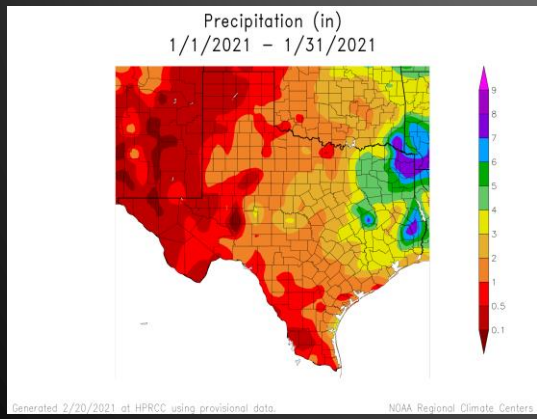 Precipitation (in)
1/1/2021 – 1/31/2021
9
8
7
6
5
4
3
2
1
0.5
0.1
Generated 2/20/2021 at HPRCC using provisional data.
NOAA Regional Climate Centers